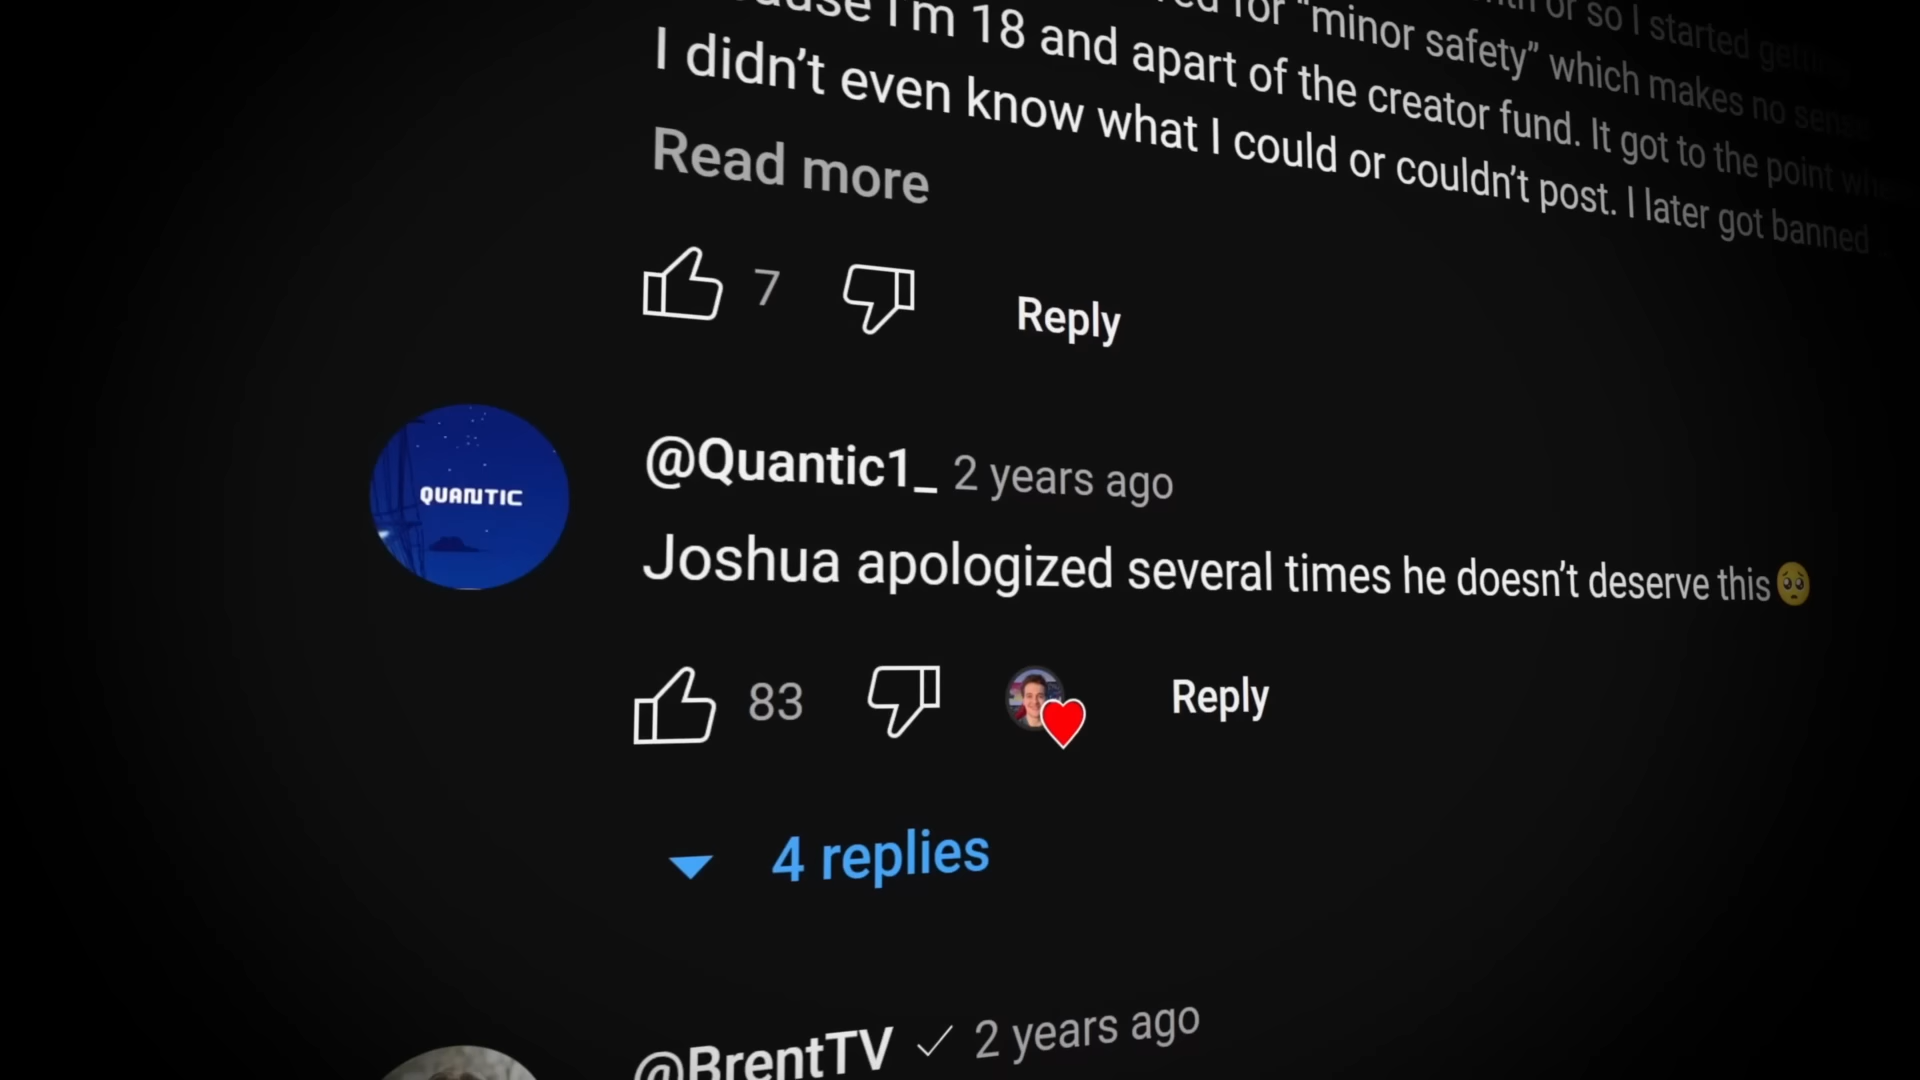 or so I started
for "minor safety" which makes no
I'm 18 and apart of the creator fund. It got to the point
I didn't even know what I could or couldn't post. I later got banned
Read more
7
Reply
QUANTIC
@Quantic1_ 2 years ago
Joshua apologized several times he doesn't deserve this🥺
83
Reply
4 replies
@BrentTV 2 years ago